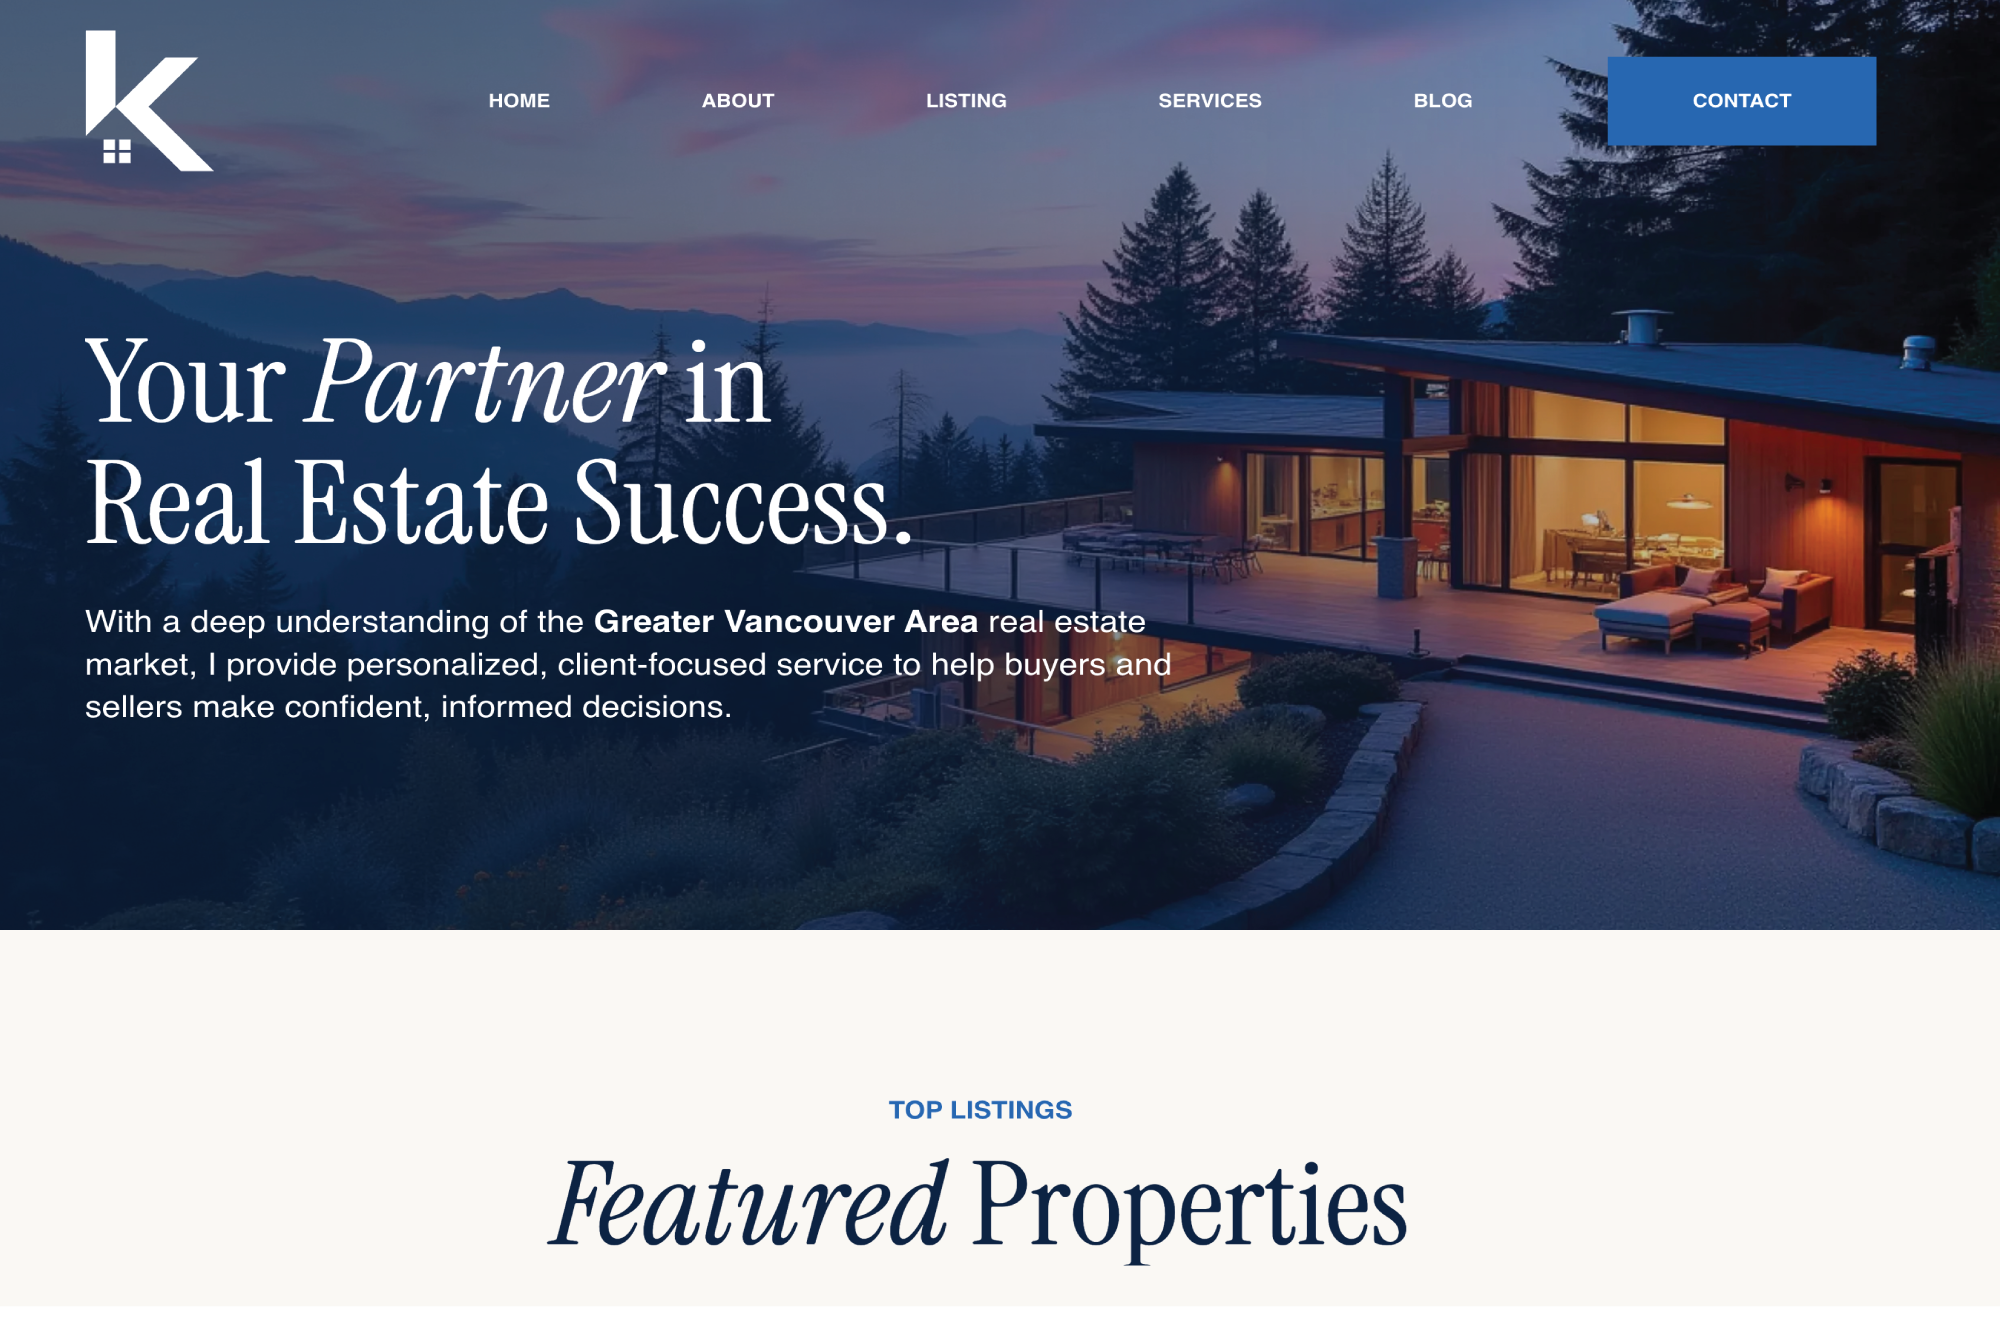 K
HOME
ABOUT
LISTING
SERVICES
BLOG
CONTACT
Your Partner in
Real Estate Success.
With a deep understanding of the Greater Vancouver Area real estate
market, I provide personalized, client-focused service to help buyers and
sellers make confident, informed decisions.
TOP LISTINGS
Featured Properties